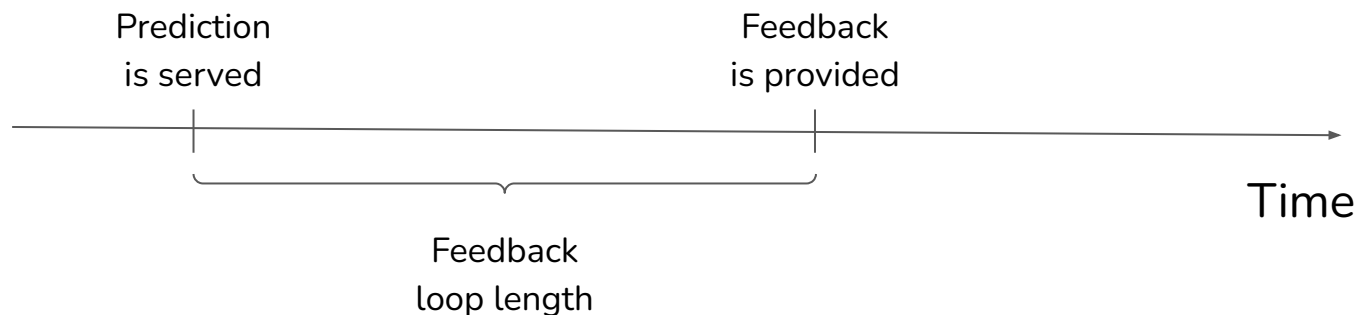 Prediction
is served
Feedback
is provided
Time
Feedback
loop length